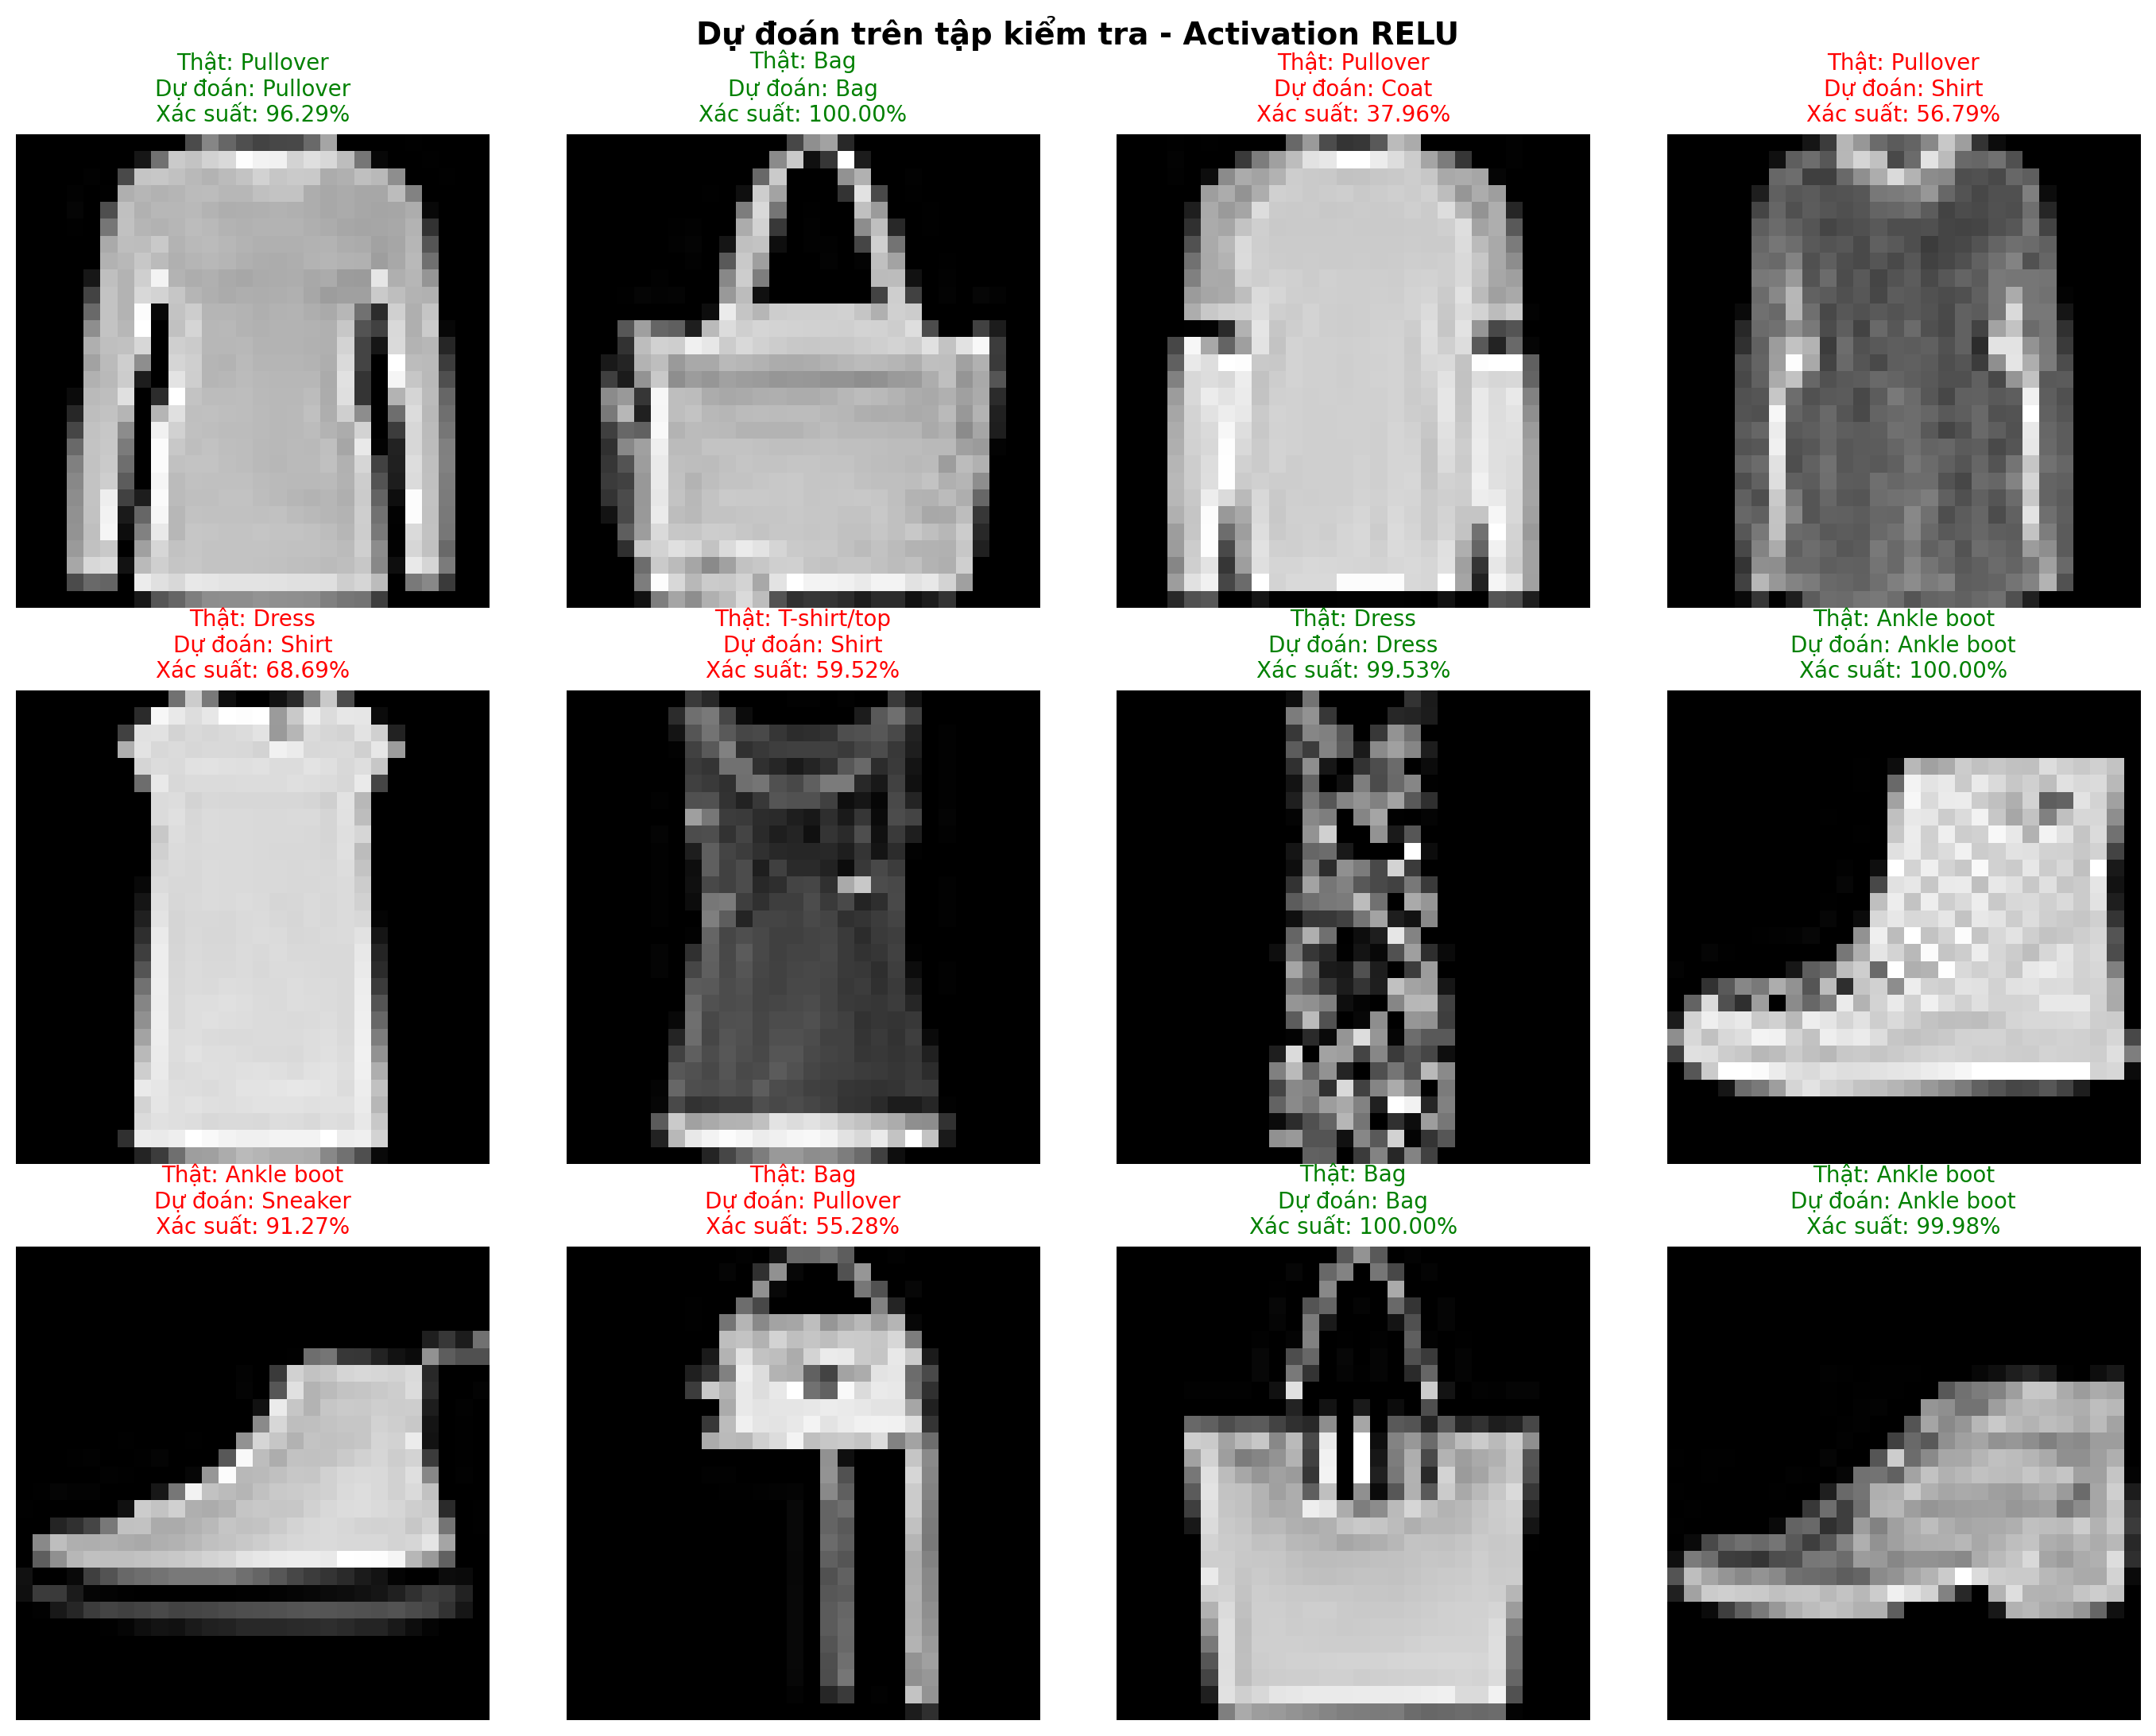 Dự đoán trên tập kiểm tra - Activation RELU
Thật: Pullover
Dự đoán: Pullover
Xác suất: 96.29%
Thật: Bag
Dự đoán: Bag
Xác suất: 100.00%
Thật: Pullover
Dự đoán: Coat
Xác suất: 37.96%
Thật: Pullover
Dự đoán: Shirt
Xác suất: 56.79%
Thật: Dress
Dự đoán: Shirt
Xác suất: 68.69%
Thật: T-shirt/top
Dự đoán: Shirt
Xác suất: 59.52%
Thật: Dress
Dự đoán: Dress
Xác suất: 99.53%
Thật: Ankle boot
Dự đoán: Ankle boot
Xác suất: 100.00%
Thật: Ankle boot
Dự đoán: Sneaker
Xác suất: 91.27%
Thật: Bag
Dự đoán: Pullover
Xác suất: 55.28%
Thật: Bag
Dự đoán: Bag
Xác suất: 100.00%
Thật: Ankle boot
Dự đoán: Ankle boot
Xác suất: 99.98%